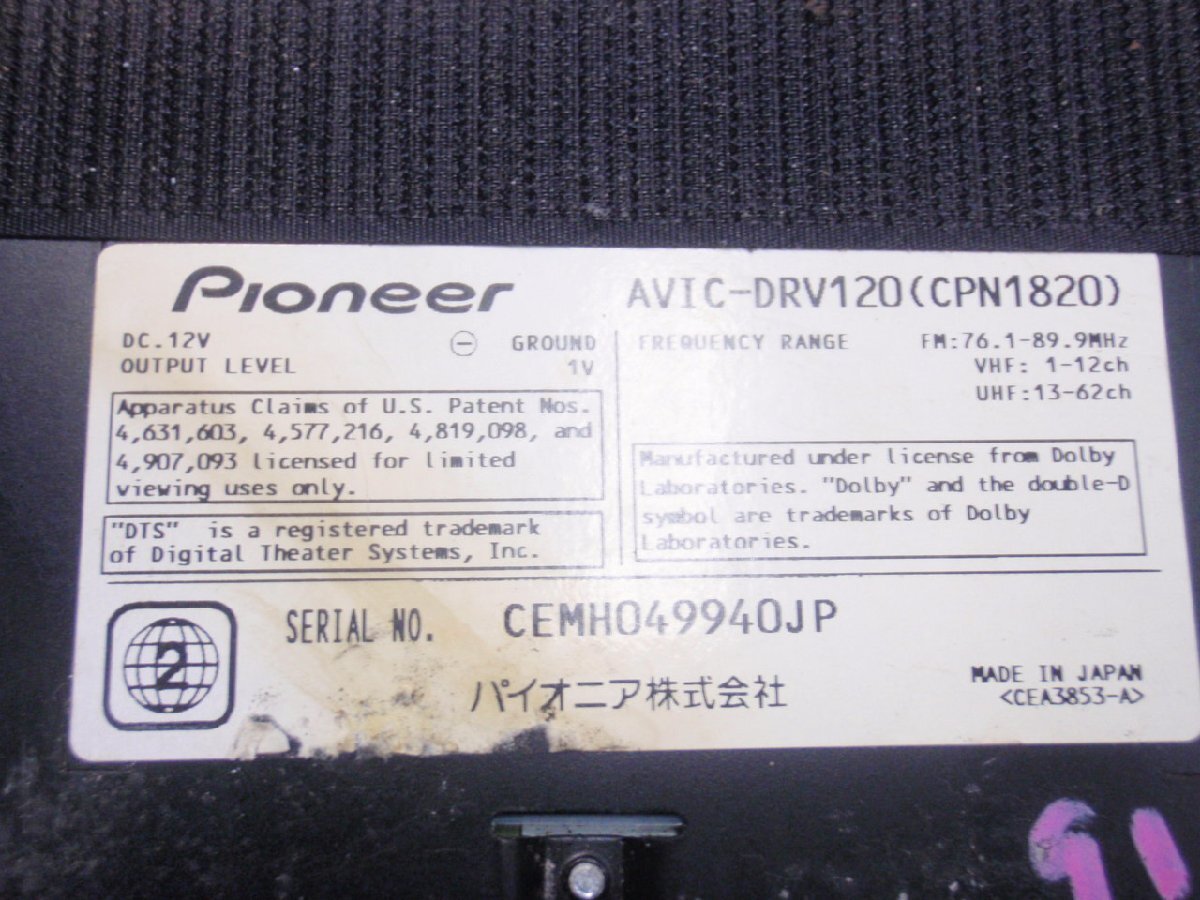 Pioneer
AVIC-DRV120(CPN1820)
DC.12V
GROUND
OUTPUT LEVEL
1V
FREQUENCY RANGE
FM:76.1-89.9MHz
VHF: 1-12ch
UHF:13-62ch
Apparatus Claims of U.S. Patent Nos.
4,631,603, 4,577,216, 4,819,098, and
4,907,093 licensed for limited
viewing uses only.
"DTS" is a registered trademark
of Digital Theater Systems, Inc.
Manufactured under license from Dolby
Laboratories. "Dolby" and the double-D
symbol are trademarks of Dolby
Laboratories.
2
SERIAL NO. CEMH049940JP
パイオニア株式会社
MADE IN JAPAN
<CEA3853-A>